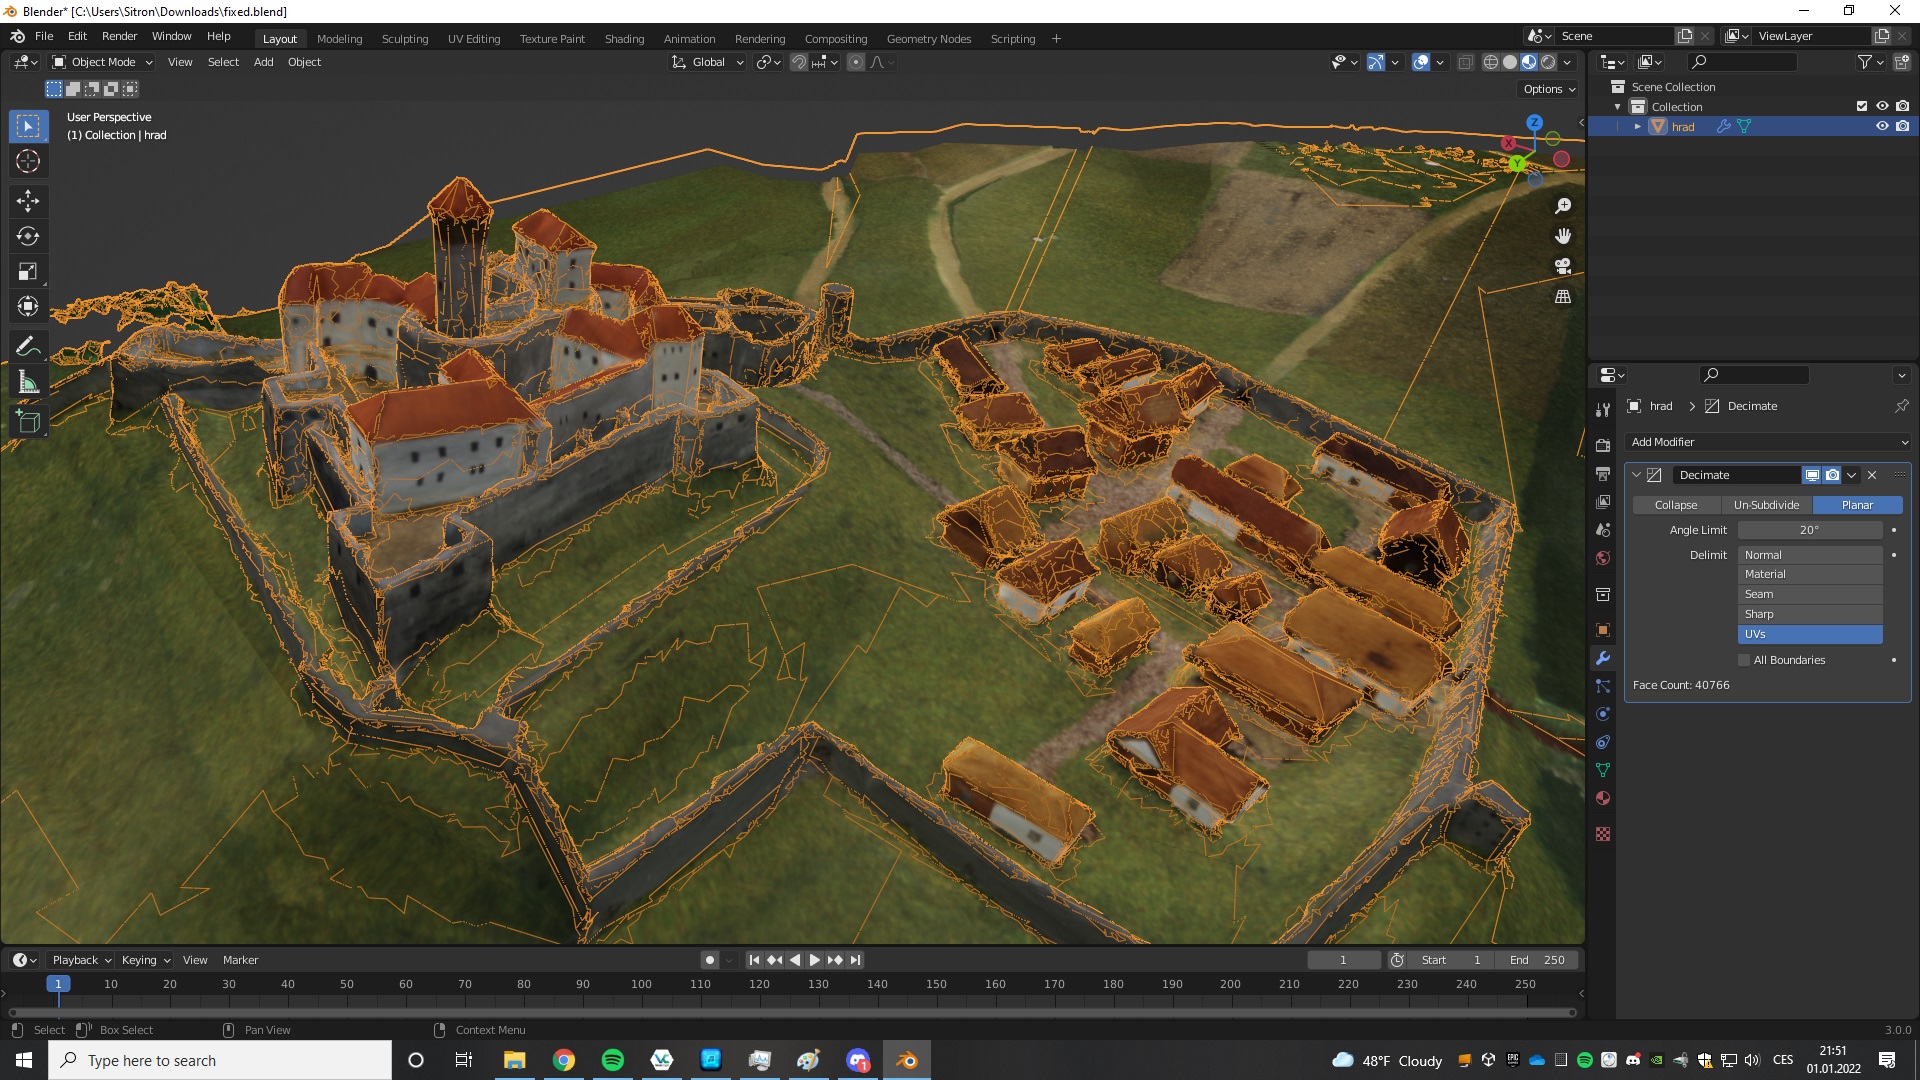 Blender* [C:\Users\Sitron\Downloads\fixed.blend]
File Edit Render Window Help Layout Modeling Sculpting UV Editing Texture Paint Shading Animation Rendering Compositing Geometry Nodes Scripting + Scene ViewLayer
Object Mode View Select Add Object Global
Options
User Perspective
(1) Collection | hrad
Z
X
Y
Scene Collection
Collection
hrad
hrad > Decimate
Add Modifier
Decimate
Collapse Un-Subdivide Planar
Angle Limit 20°
Delimit Normal
Material
Seam
Sharp
UVs
All Boundaries
Face Count: 40766
Playback Keying View Marker 1 Start 1 End 250
1 10 20 30 40 50 60 70 80 90 100 110 120 130 140 150 160 170 180 190 200 210 220 230 240 250
Select Box Select Pan View Context Menu 3.0.0
Type here to search 48°F Cloudy CES 21:51
01.01.2022